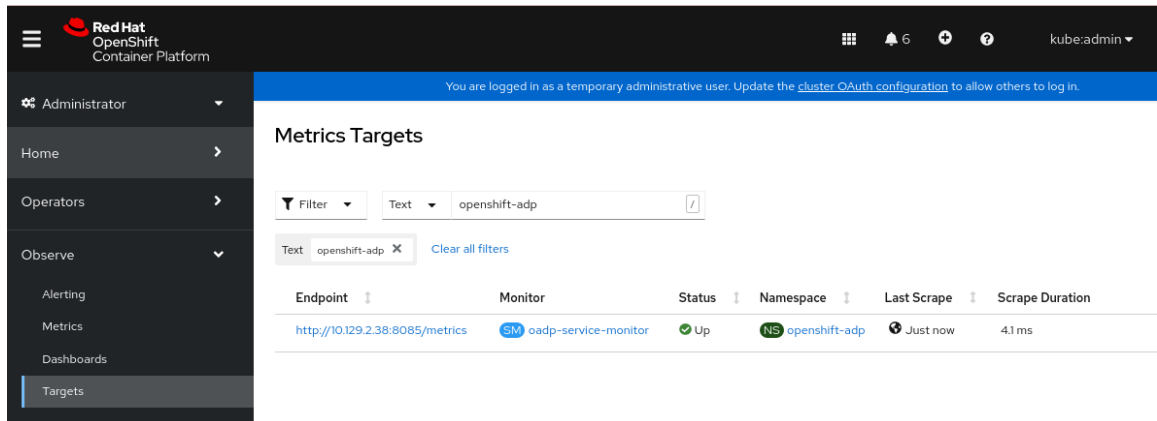 Red Hat
OpenShift
Container Platform
6
kube:admin
You are logged in as a temporary administrative user. Update the cluster OAuth configuration to allow others to log in.
Administrator
Home
Operators
Observe
Alerting
Metrics
Dashboards
Targets
Metrics Targets
Filter Text openshift-adp /
Text openshift-adp Clear all filters
Endpoint Monitor Status Namespace Last Scrape Scrape Duration
http://10.129.2.38:8085/metrics SM oadp-service-monitor Up NS openshift-adp Just now 4.1 ms